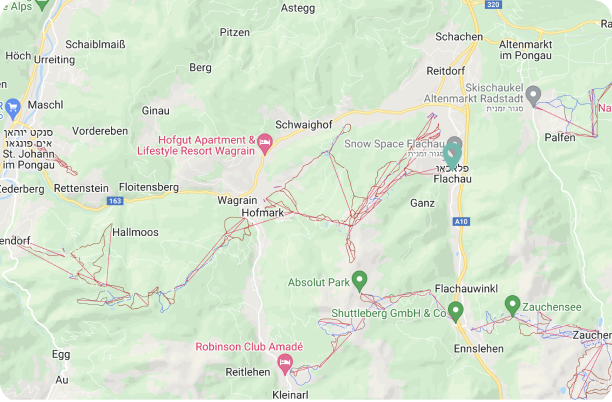 e Alps
Astegg
320
Ra
Pitzen
Schachen
Schaiblmaiß
Höch
Urreiting
Altenmarkt
im Pongau
Berg
Reitdorf
Skischaukel
Altenmarkt Radstadt
סגור זמנית
Maschl
Ginau
Na
Schwaighof
Vordereben
Palfen
Hofgut Apartment &
Lifestyle Resort Wagrain
Snow Space Flachau
סגור זמנית
סנקט יוהאן
אים פונגאו
St. Johann
im Pongau
פלאכאו
Flachau
Rettenstein
Floitensberg
163
Wagrain
Ganz
Hofmark
A10
Hallmoos
endorf
Absolut Park
Flachauwinkl
Shuttleberg GmbH & Co
Zauchensee
Zaucher
Robinson Club Amadé
Ennslehen
Egg
Reitlehen
Au
Kleinarl